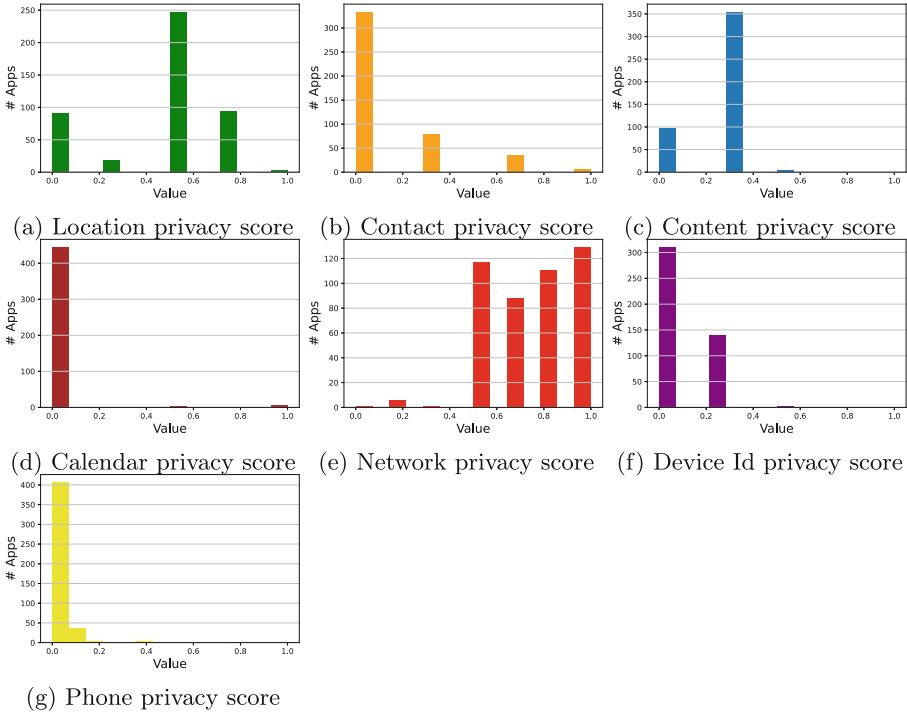 250
200
150
100
50
0
# Apps
0.0 0.2 0.4 0.6 0.8 1.0
Value
(a) Location privacy score
300
250
200
150
100
50
0
# Apps
0.0 0.2 0.4 0.6 0.8 1.0
Value
(b) Contact privacy score
350
300
250
200
150
100
50
0
# Apps
0.0 0.2 0.4 0.6 0.8 1.0
Value
(c) Content privacy score
400
300
200
100
0
# Apps
0.0 0.2 0.4 0.6 0.8 1.0
Value
(d) Calendar privacy score
120
100
80
60
40
20
0
# Apps
0.0 0.2 0.4 0.6 0.8 1.0
Value
(e) Network privacy score
300
250
200
150
100
50
0
# Apps
0.0 0.2 0.4 0.6 0.8 1.0
Value
(f) Device Id privacy score
400
350
300
250
200
150
100
50
0
# Apps
0.0 0.2 0.4 0.6 0.8 1.0
Value
(g) Phone privacy score